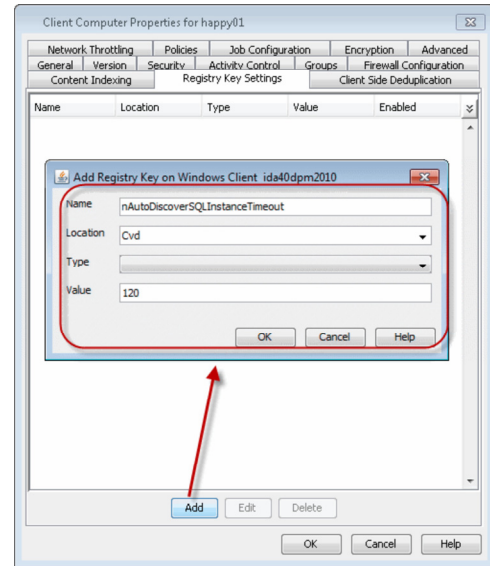 Client Computer Properties for happy01
Network Throttling Policies Job Configuration Encryption Advanced
General Version Security Activity Control Groups Firewall Configuration
Content Indexing Registry Key Settings Client Side Deduplication
Name Location Type Value Enabled
Add Registry Key on Windows Client ida40dpm2010
Name nAutoDiscoverSQLInstanceTimeout
Location Cvd
Type
Value 120
OK Cancel Help
Add Edit Delete
OK Cancel Help